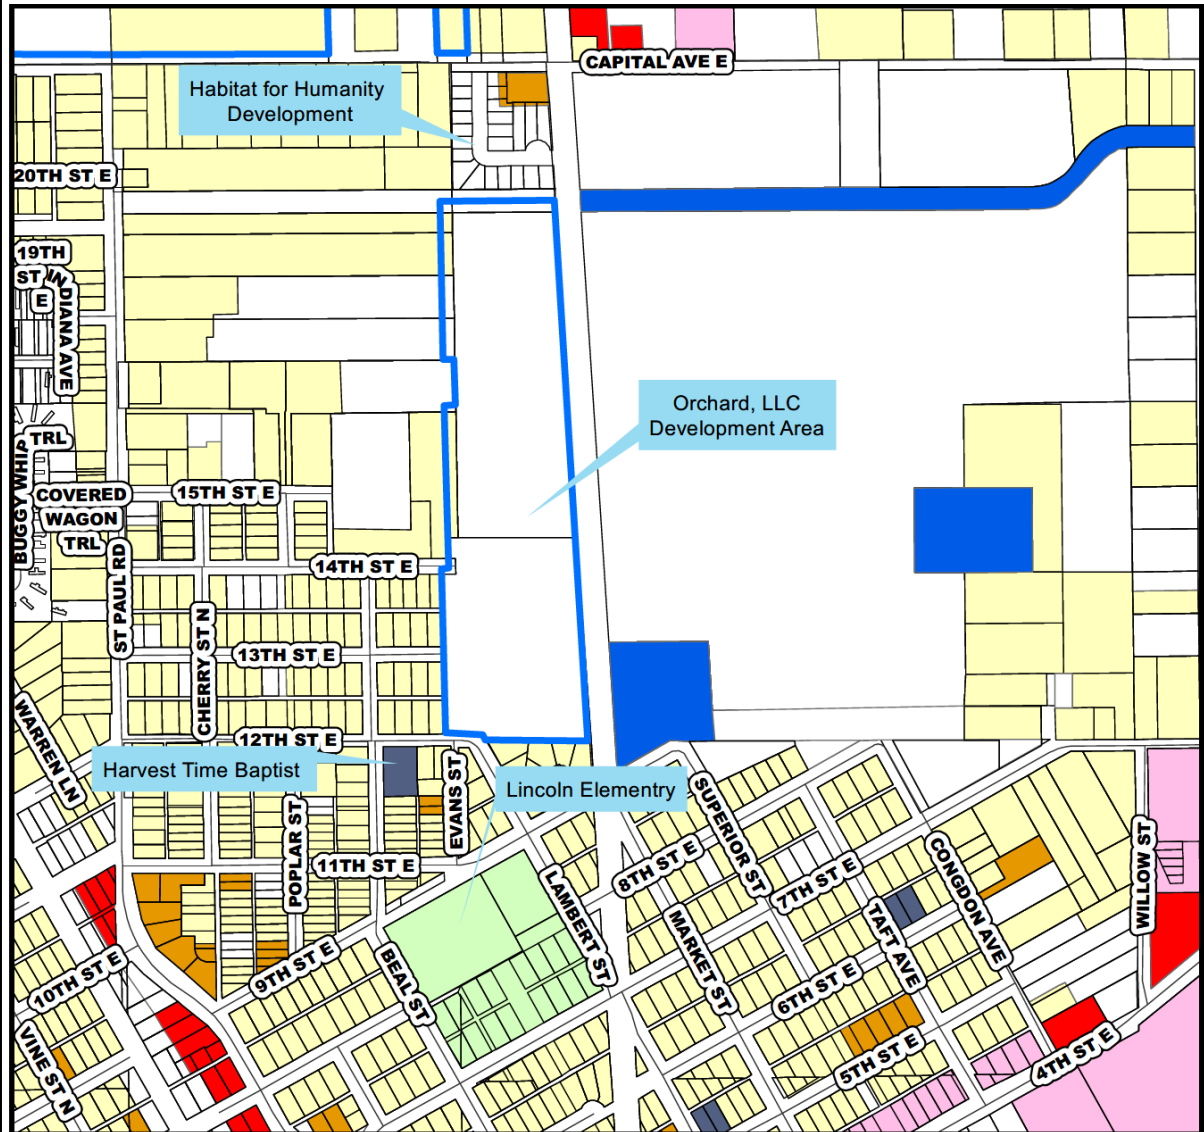 CAPITAL AVE E
Habitat for Humanity
Development
20TH ST E
19TH
ST
E
INDIANA AVE
Orchard, LLC
Development Area
TRL
BUGGY WHIP
COVERED
WAGON
TRL
15TH ST E
14TH ST E
ST PAUL RD
CHERRY ST N
13TH ST E
12TH ST E
WARREN LN
Harvest Time Baptist
EVANS ST
Lincoln Elementry
SUPERIOR ST
POPLAR ST
11TH ST E
8TH ST E
7TH ST E
CONGDON AVE
WILLOW ST
LAMBERT ST
MARKET ST
TAFT AVE
10TH ST E
9TH ST E
BEAL ST
6TH ST E
5TH ST E
4TH ST E
VINE ST N